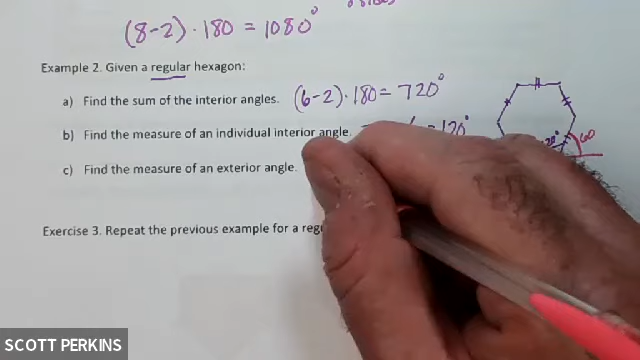 (8-2) · 180 = 1080°
Example 2. Given a regular hexagon:
a) Find the sum of the interior angles. (6-2) · 180 = 720°
b) Find the measure of an individual interior angle. = 120°
60
c) Find the measure of an exterior angle.
Exercise 3. Repeat the previous example for a
SCOTT PERKINS